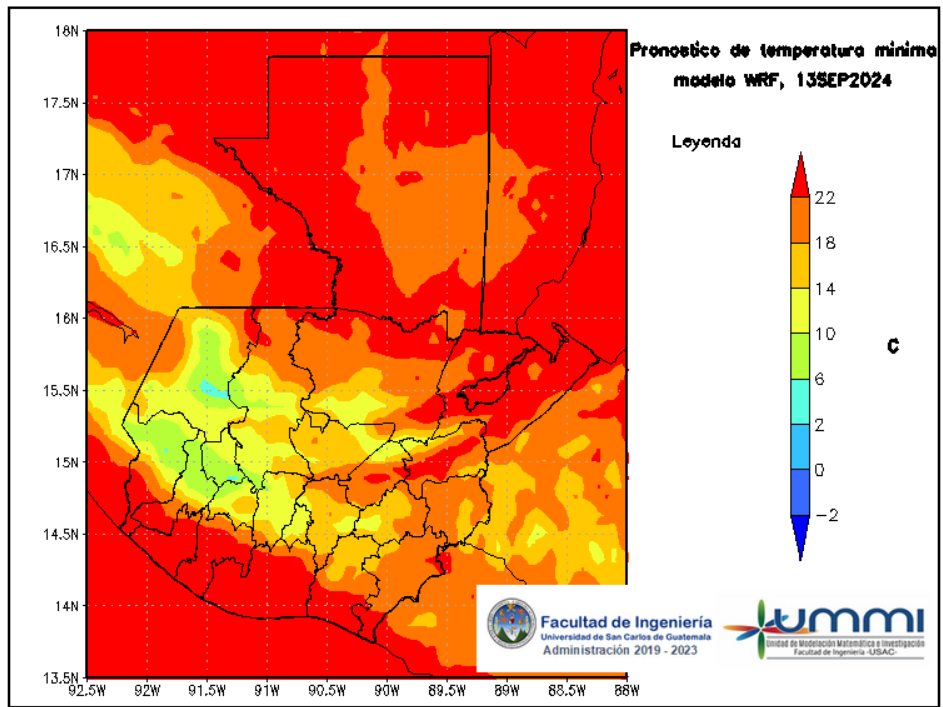 Pronostico de temperatura minima
modelo WRF, 13SEP2024
Leyenda
22
18
14
10
6
2
0
-2
C
18N
17.5N
17N
16.5N
16N
15.5N
15N
14.5N
14N
13.5N
92.5W
92W
91.5W
91W
90.5W
90W
89.5W
89W
88.5W
88W
Facultad de Ingeniería
Universidad de San Carlos de Guatemala
Administración 2019 - 2023
UMMI
Unidad de Modelación Matemática e Investigación
Facultad de Ingeniería -USAC-